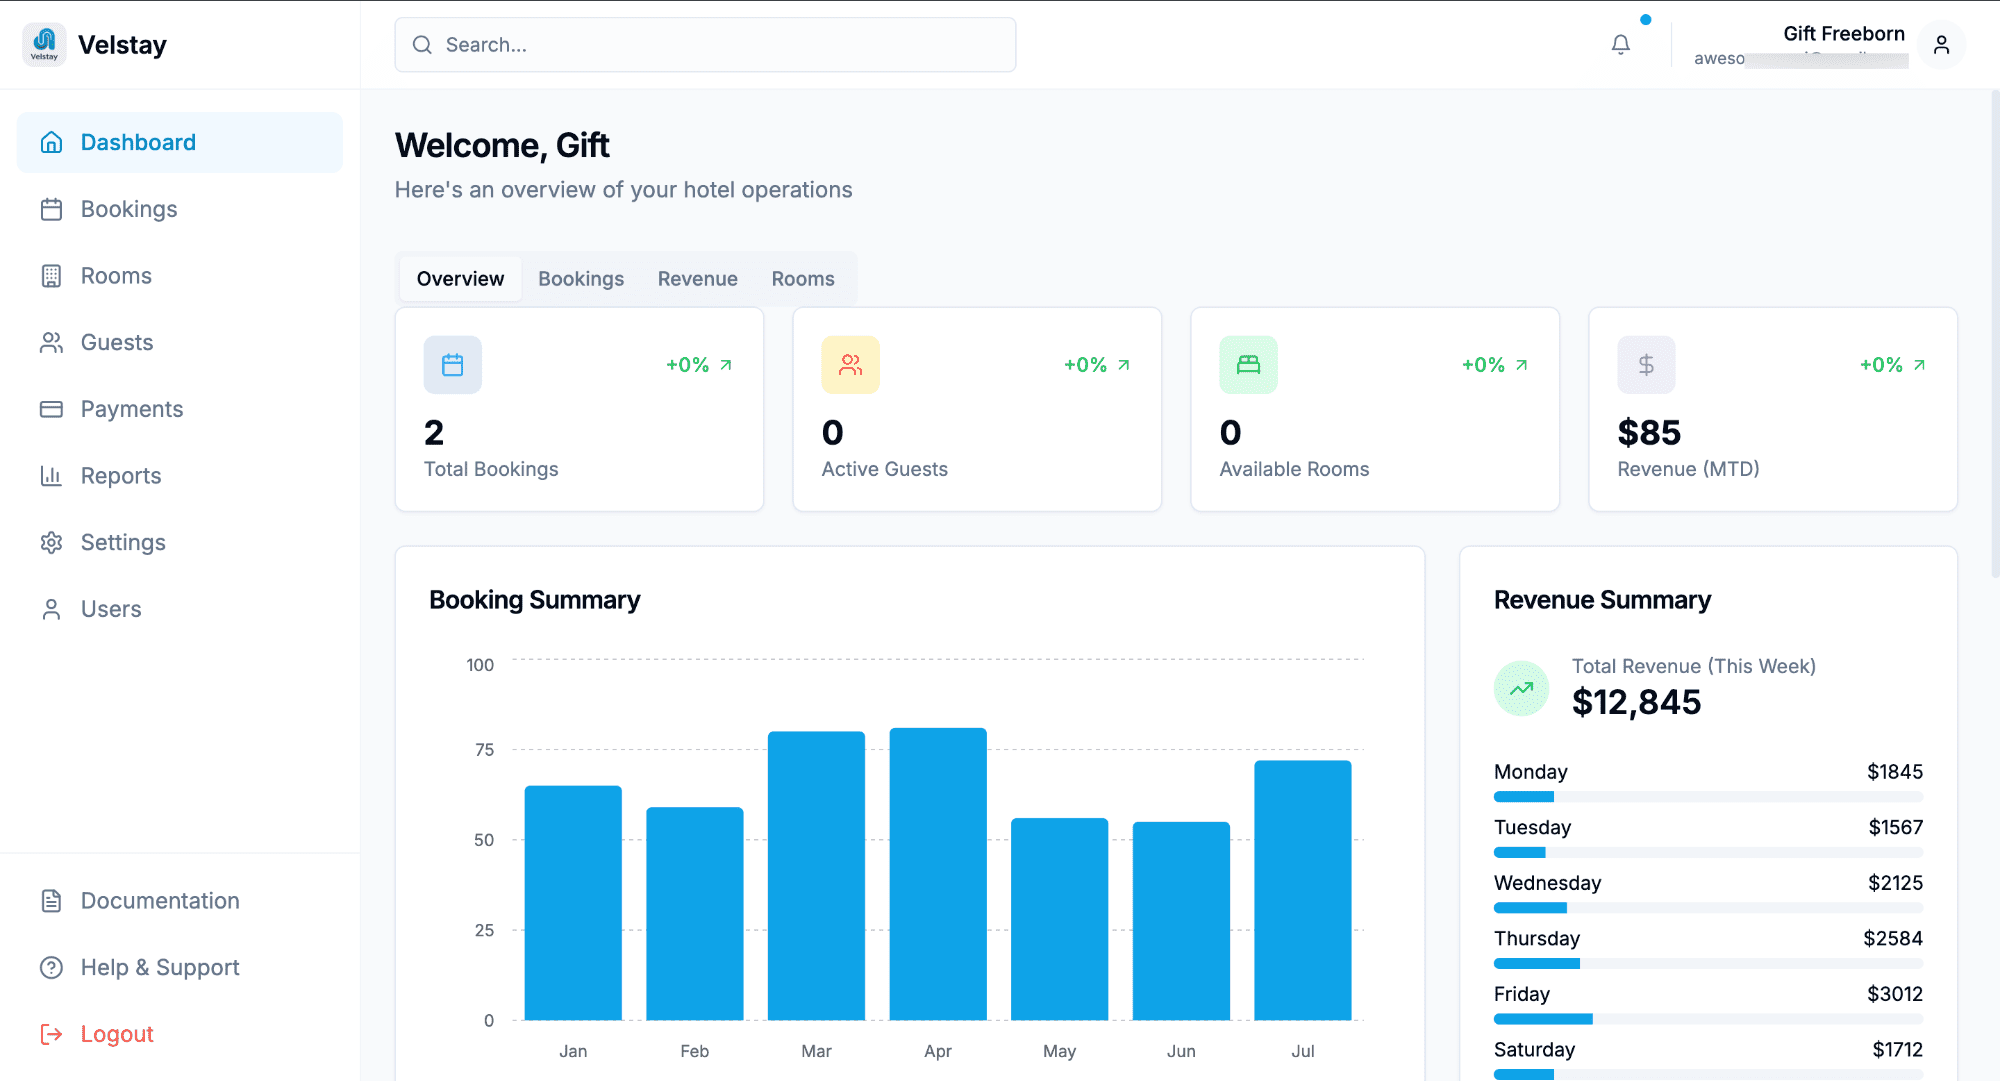 Velstay
Velstay
Search...
Gift Freeborn
aweso
Dashboard
Bookings
Rooms
Guests
Payments
Reports
Settings
Users
Documentation
Help & Support
Logout
Welcome, Gift
Here's an overview of your hotel operations
Overview Bookings Revenue Rooms
+0%
2
Total Bookings
+0%
0
Active Guests
+0%
0
Available Rooms
$
+0%
$85
Revenue (MTD)
Booking Summary
100
75
50
25
0
Jan Feb Mar Apr May Jun Jul
Revenue Summary
Total Revenue (This Week)
$12,845
Monday $1845
Tuesday $1567
Wednesday $2125
Thursday $2584
Friday $3012
Saturday $1712